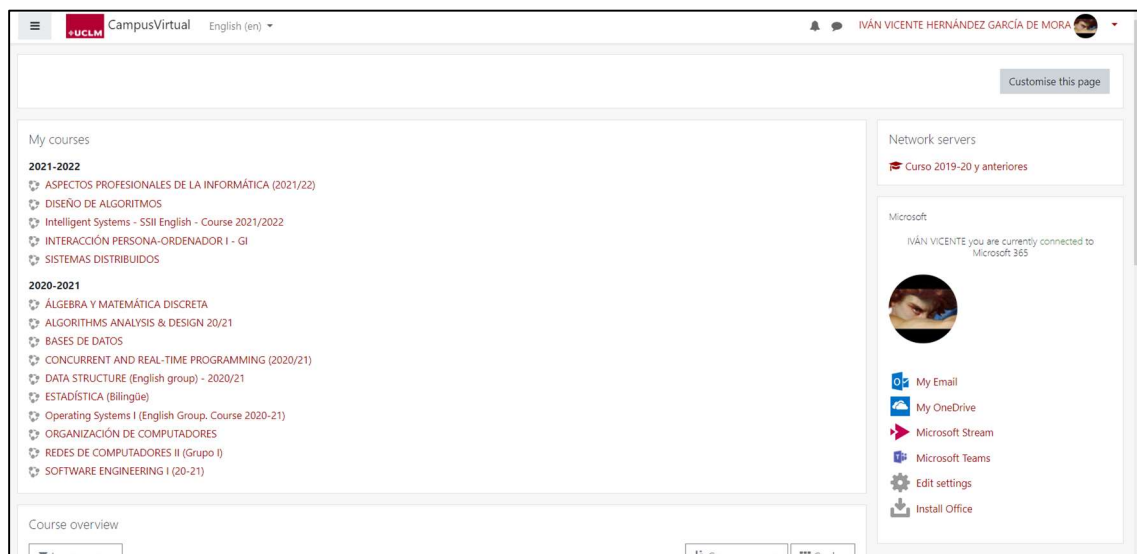 +UCLM CampusVirtual English (en) IVÁN VICENTE HERNÁNDEZ GARCÍA DE MORA
Customise this page
My courses
2021-2022
ASPECTOS PROFESIONALES DE LA INFORMÁTICA (2021/22)
DISEÑO DE ALGORITMOS
Intelligent Systems - SSII English - Course 2021/2022
INTERACCIÓN PERSONA-ORDENADOR I - GI
SISTEMAS DISTRIBUIDOS
2020-2021
ÁLGEBRA Y MATEMÁTICA DISCRETA
ALGORITHMS ANALYSIS & DESIGN 20/21
BASES DE DATOS
CONCURRENT AND REAL-TIME PROGRAMMING (2020/21)
DATA STRUCTURE (English group) - 2020/21
ESTADÍSTICA (Bilingüe)
Operating Systems I (English Group. Course 2020-21)
ORGANIZACIÓN DE COMPUTADORES
REDES DE COMPUTADORES II (Grupo I)
SOFTWARE ENGINEERING I (20-21)
Course overview
Network servers
Curso 2019-20 y anteriores
Microsoft
IVÁN VICENTE you are currently connected to
Microsoft 365
My Email
My OneDrive
Microsoft Stream
Microsoft Teams
Edit settings
Install Office